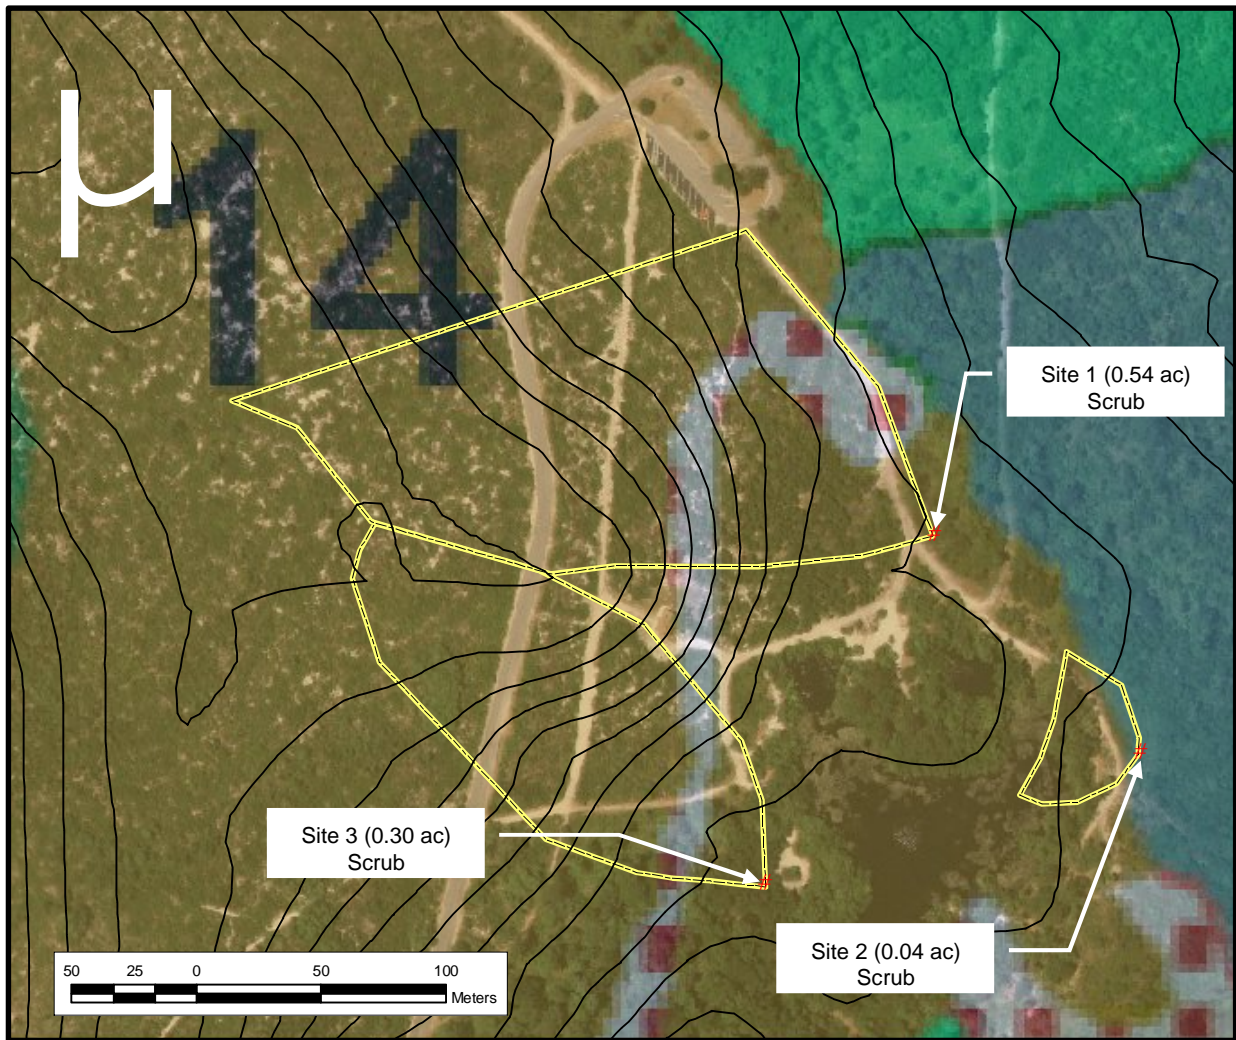 µ
14
Site 1 (0.54 ac)
Scrub
Site 3 (0.30 ac)
Scrub
Site 2 (0.04 ac)
Scrub
50 25 0 50 100
Meters